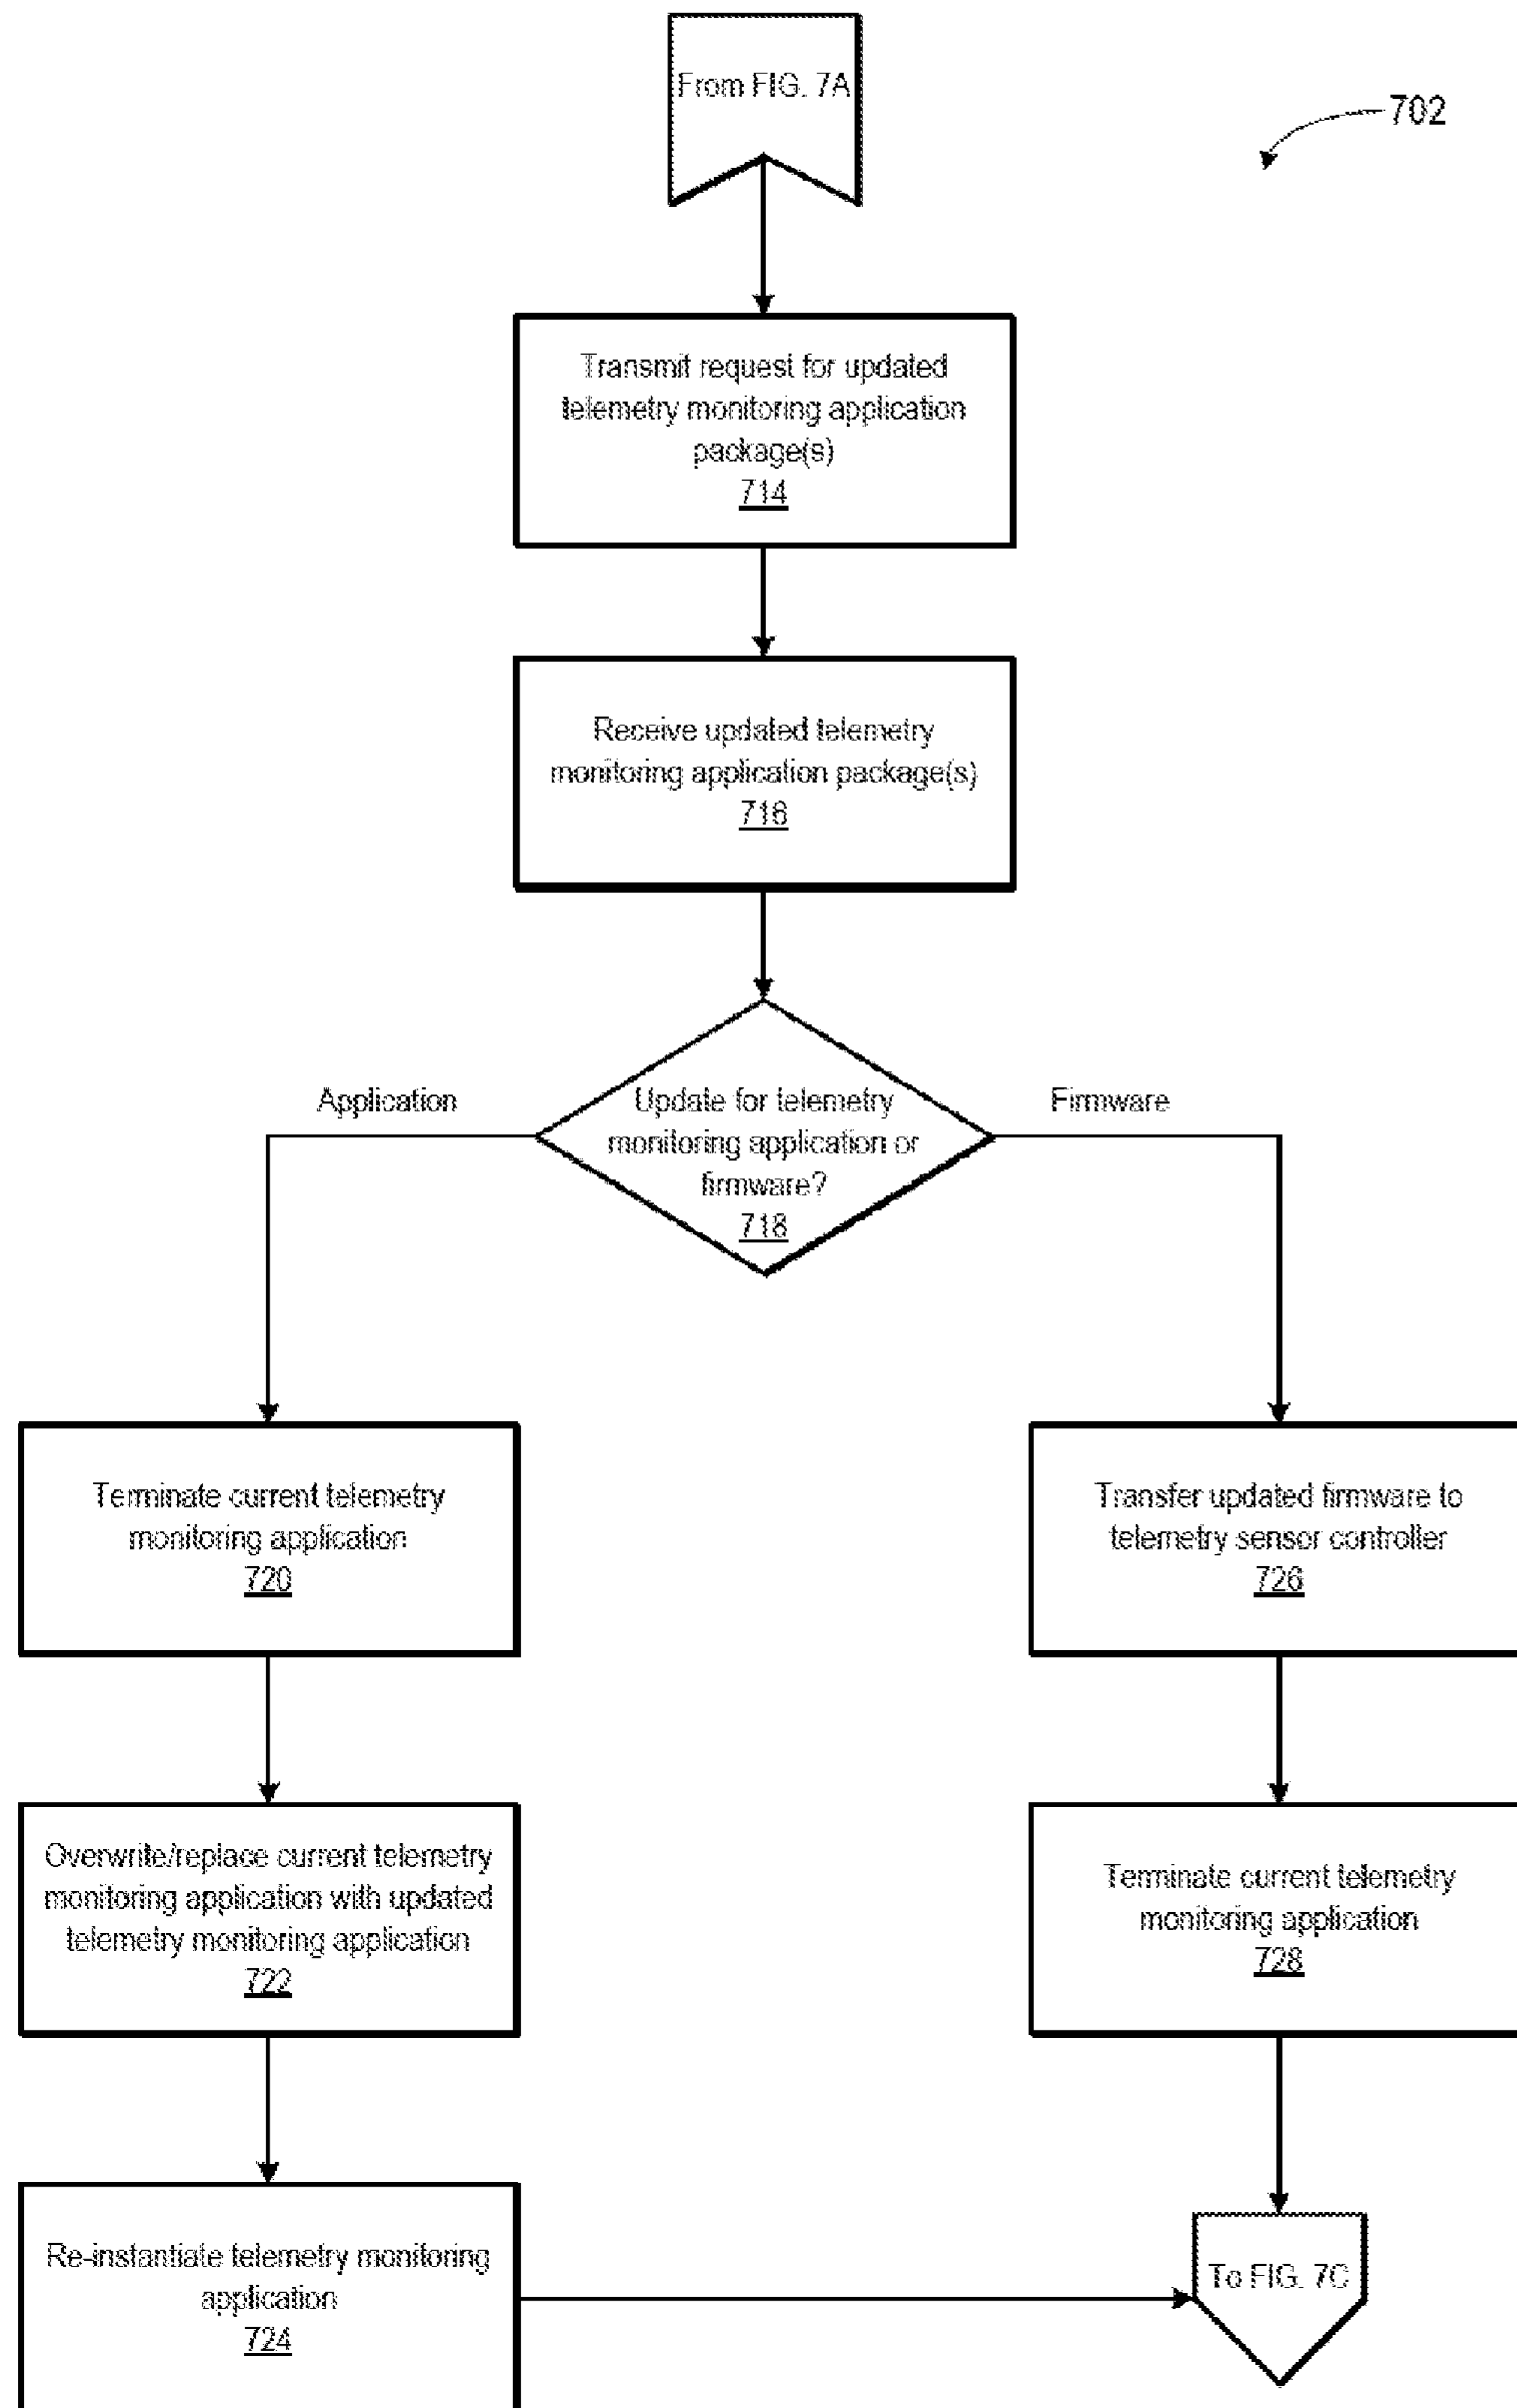 From FIG. 7A
702
Transmit request for updated
telemetry monitoring application
package(s)
714
Receive updated telemetry
monitoring application package(s)
716
Application
Update for telemetry
monitoring application or
firmware?
718
Firmware
Terminate current telemetry
monitoring application
720
Transfer updated firmware to
telemetry sensor controller
726
Overwrite/replace current telemetry
monitoring application with updated
telemetry monitoring application
722
Terminate current telemetry
monitoring application
728
Re-instantiate telemetry monitoring
application
724
To FIG. 7C